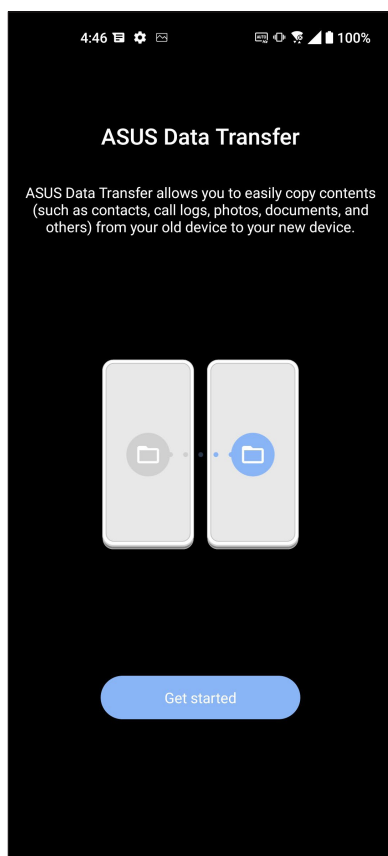 4:46 100%
ASUS Data Transfer
ASUS Data Transfer allows you to easily copy contents
(such as contacts, call logs, photos, documents, and
others) from your old device to your new device.
Get started